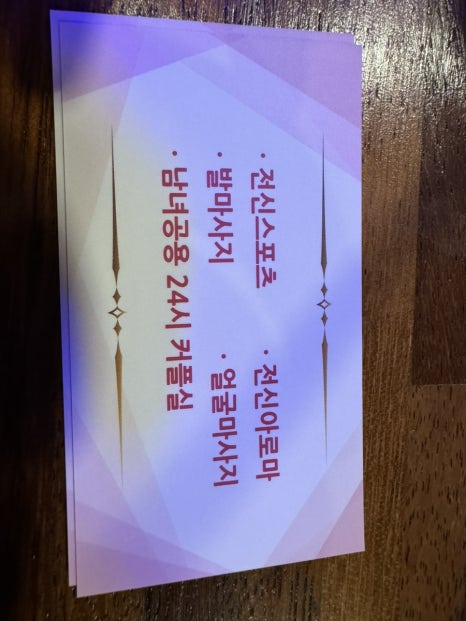 · 전신스포츠 · 전신아로마
· 발마사지 · 얼굴마사지
· 남녀공용 24시 커플실